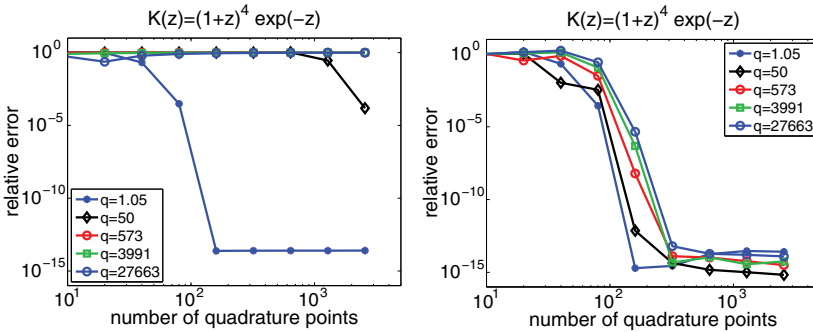 K(z)=(1+z)^4 exp(-z)
10^0
10^-5
10^-10
10^-15
relative error
10^1
10^2
10^3
number of quadrature points
q=1.05
q=50
q=573
q=3991
q=27663
K(z)=(1+z)^4 exp(-z)
10^0
10^-5
10^-10
10^-15
relative error
10^1
10^2
10^3
number of quadrature points
q=1.05
q=50
q=573
q=3991
q=27663